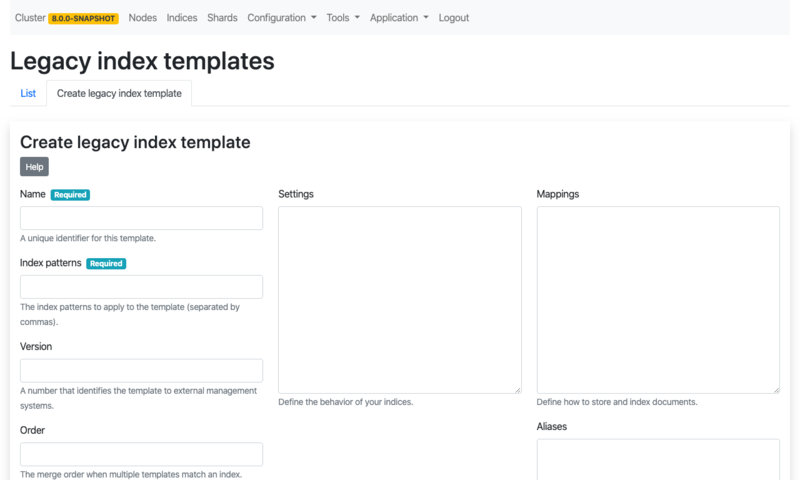 Cluster 8.0.0-SNAPSHOT Nodes Indices Shards Configuration Tools Application Logout
Legacy index templates
List Create legacy index template
Create legacy index template
Help
Name Required
A unique identifier for this template.
Index patterns Required
The index patterns to apply to the template (separated by
commas).
Version
A number that identifies the template to external management
systems.
Order
The merge order when multiple templates match an index.
Settings
Define the behavior of your indices.
Mappings
Define how to store and index documents.
Aliases